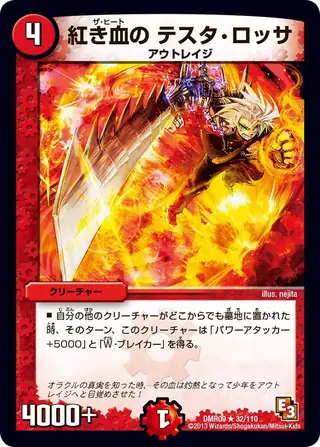 4
ザ・ヒート
紅き血の テスタ・ロッサ
アウトレイジ
illus. nejita
クリーチャー
■ 自分の他のクリーチャーがどこからでも墓地に置かれた
時、そのターン、このクリーチャーは「パワーアタッカー
+5000」と「W・ブレイカー」を得る。
オラクルの真実を知った時、その血は灼熱となって少年をアウト
レイジへと目覚めさせた!
DMR09 ★ 32/110
E3
4000+
1
©2013 Wizards/Shogakukan/Mitsui-Kids